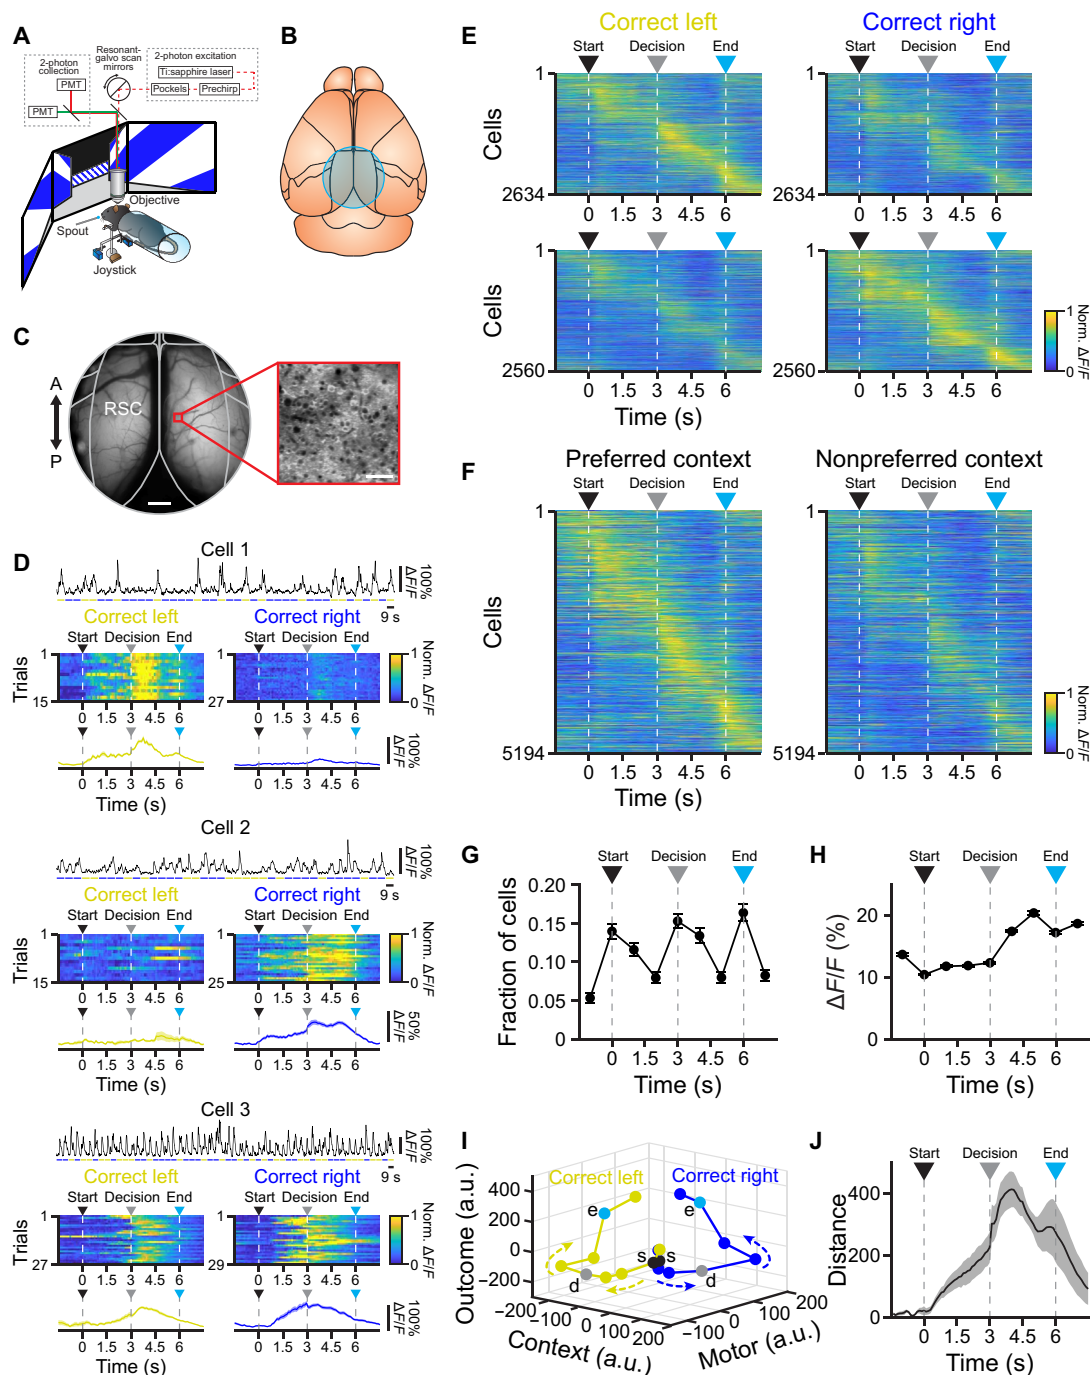 A
2-photon
collection
Resonant-
galvo scan
mirrors
2-photon excitation
PMT
PMT
Ti:sapphire laser
Pockels
Prechirp
Objective
Spout
Joystick
B
C
A
P
RSC
D
Cell 1
100%
ΔF/F
9 s
Correct left
Correct right
Start Decision End
Start Decision End
Trials
1
15
1
27
1
0
Norm. ΔF/F
0 1.5 3 4.5 6
0 1.5 3 4.5 6
100%
ΔF/F
0 1.5 3 4.5 6
0 1.5 3 4.5 6
Time (s)
Cell 2
100%
ΔF/F
9 s
Correct left
Correct right
Start Decision End
Start Decision End
Trials
1
15
1
25
1
0
Norm. ΔF/F
0 1.5 3 4.5 6
0 1.5 3 4.5 6
50%
ΔF/F
0 1.5 3 4.5 6
0 1.5 3 4.5 6
Time (s)
Cell 3
100%
ΔF/F
9 s
Correct left
Correct right
Start Decision End
Start Decision End
Trials
1
27
1
29
1
0
Norm. ΔF/F
0 1.5 3 4.5 6
0 1.5 3 4.5 6
100%
ΔF/F
0 1.5 3 4.5 6
0 1.5 3 4.5 6
Time (s)
E
Correct left
Correct right
Start Decision End
Start Decision End
Cells
1
2634
0 1.5 3 4.5 6
0 1.5 3 4.5 6
Cells
1
2560
0 1.5 3 4.5 6
0 1.5 3 4.5 6
Time (s)
1
0
Norm. ΔF/F
F
Preferred context
Nonpreferred context
Start Decision End
Start Decision End
Cells
1
5194
0 1.5 3 4.5 6
0 1.5 3 4.5 6
Time (s)
1
0
Norm. ΔF/F
G
Start Decision End
Fraction of cells
0.20
0.15
0.10
0.05
0
0 1.5 3 4.5 6
Time (s)
H
Start Decision End
ΔF/F (%)
20
10
0
0 1.5 3 4.5 6
Time (s)
I
Correct left
Correct right
Outcome (a.u.)
400
200
0
−200
e
e
s
s
d
d
−200
−100
0
100
200
Context (a.u.)
−100
0
100
200
Motor (a.u.)
J
Start Decision End
Distance
400
200
0
0 1.5 3 4.5 6
Time (s)